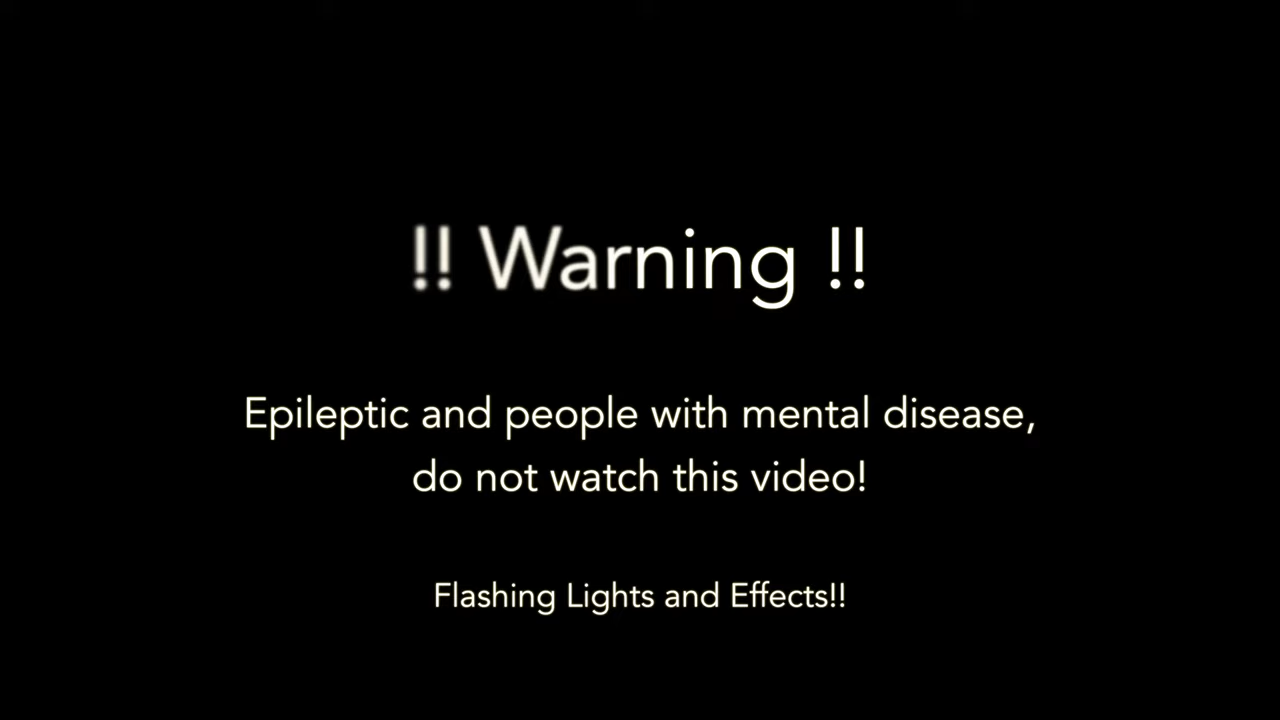 !! Warning !!
Epileptic and people with mental disease,
do not watch this video!
Flashing Lights and Effects!!